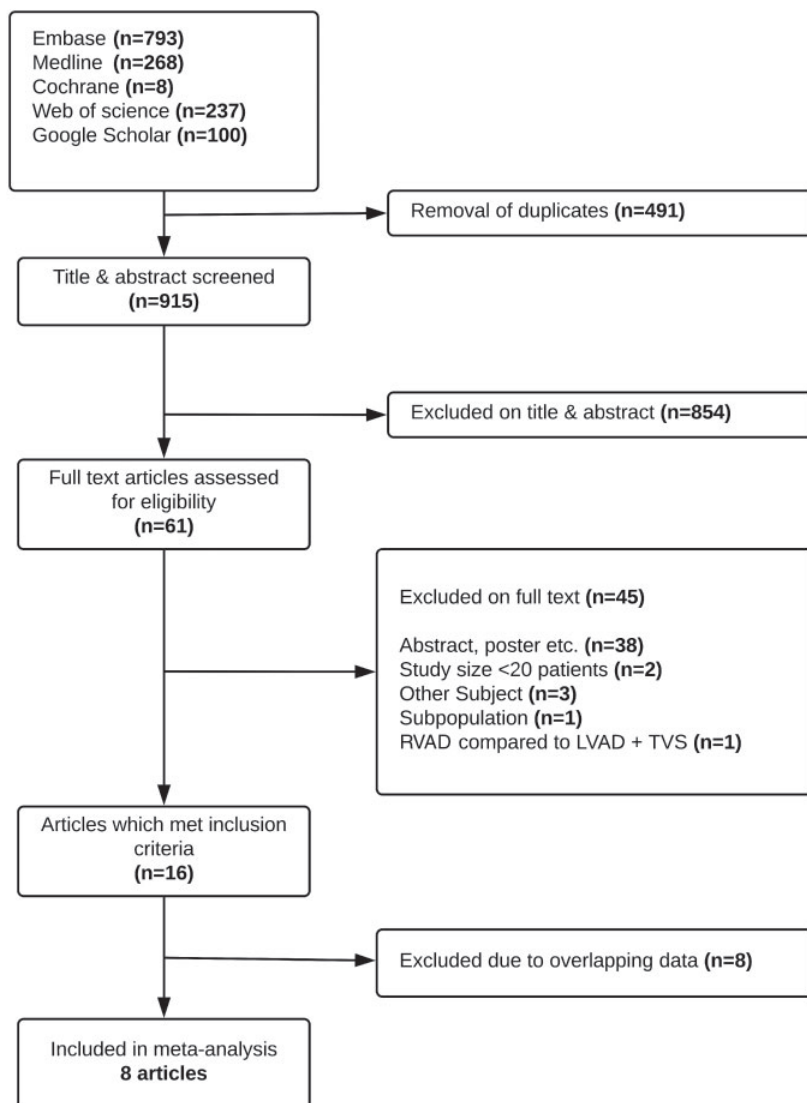 Embase (n=793)
Medline (n=268)
Cochrane (n=8)
Web of science (n=237)
Google Scholar (n=100)
Removal of duplicates (n=491)
Title & abstract screened
(n=915)
Excluded on title & abstract (n=854)
Full text articles assessed
for eligibility
(n=61)
Excluded on full text (n=45)
Abstract, poster etc. (n=38)
Study size <20 patients (n=2)
Other Subject (n=3)
Subpopulation (n=1)
RVAD compared to LVAD + TVS (n=1)
Articles which met inclusion
criteria
(n=16)
Excluded due to overlapping data (n=8)
Included in meta-analysis
8 articles